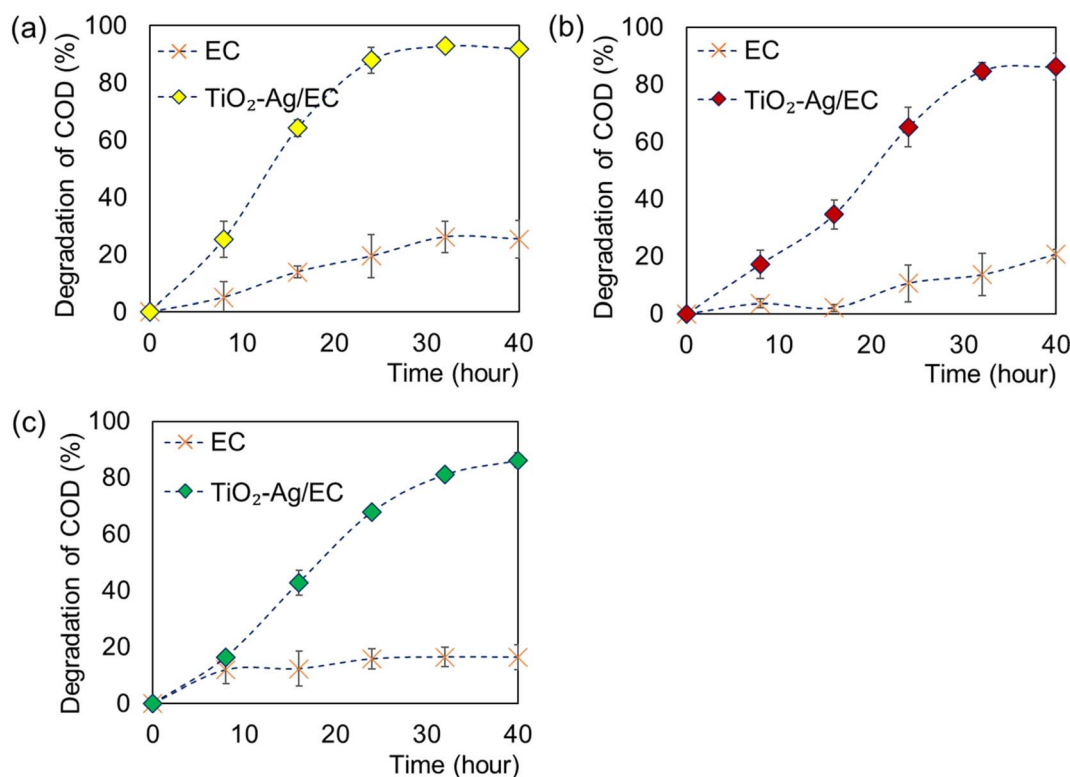 (a)
Degradation of COD (%)
100
80
60
40
20
0
EC
TiO₂-Ag/EC
0 10 20 30 40
Time (hour)
(b)
Degradation of COD (%)
100
80
60
40
20
0
EC
TiO₂-Ag/EC
0 10 20 30 40
Time (hour)
(c)
Degradation of COD (%)
100
80
60
40
20
0
EC
TiO₂-Ag/EC
0 10 20 30 40
Time (hour)